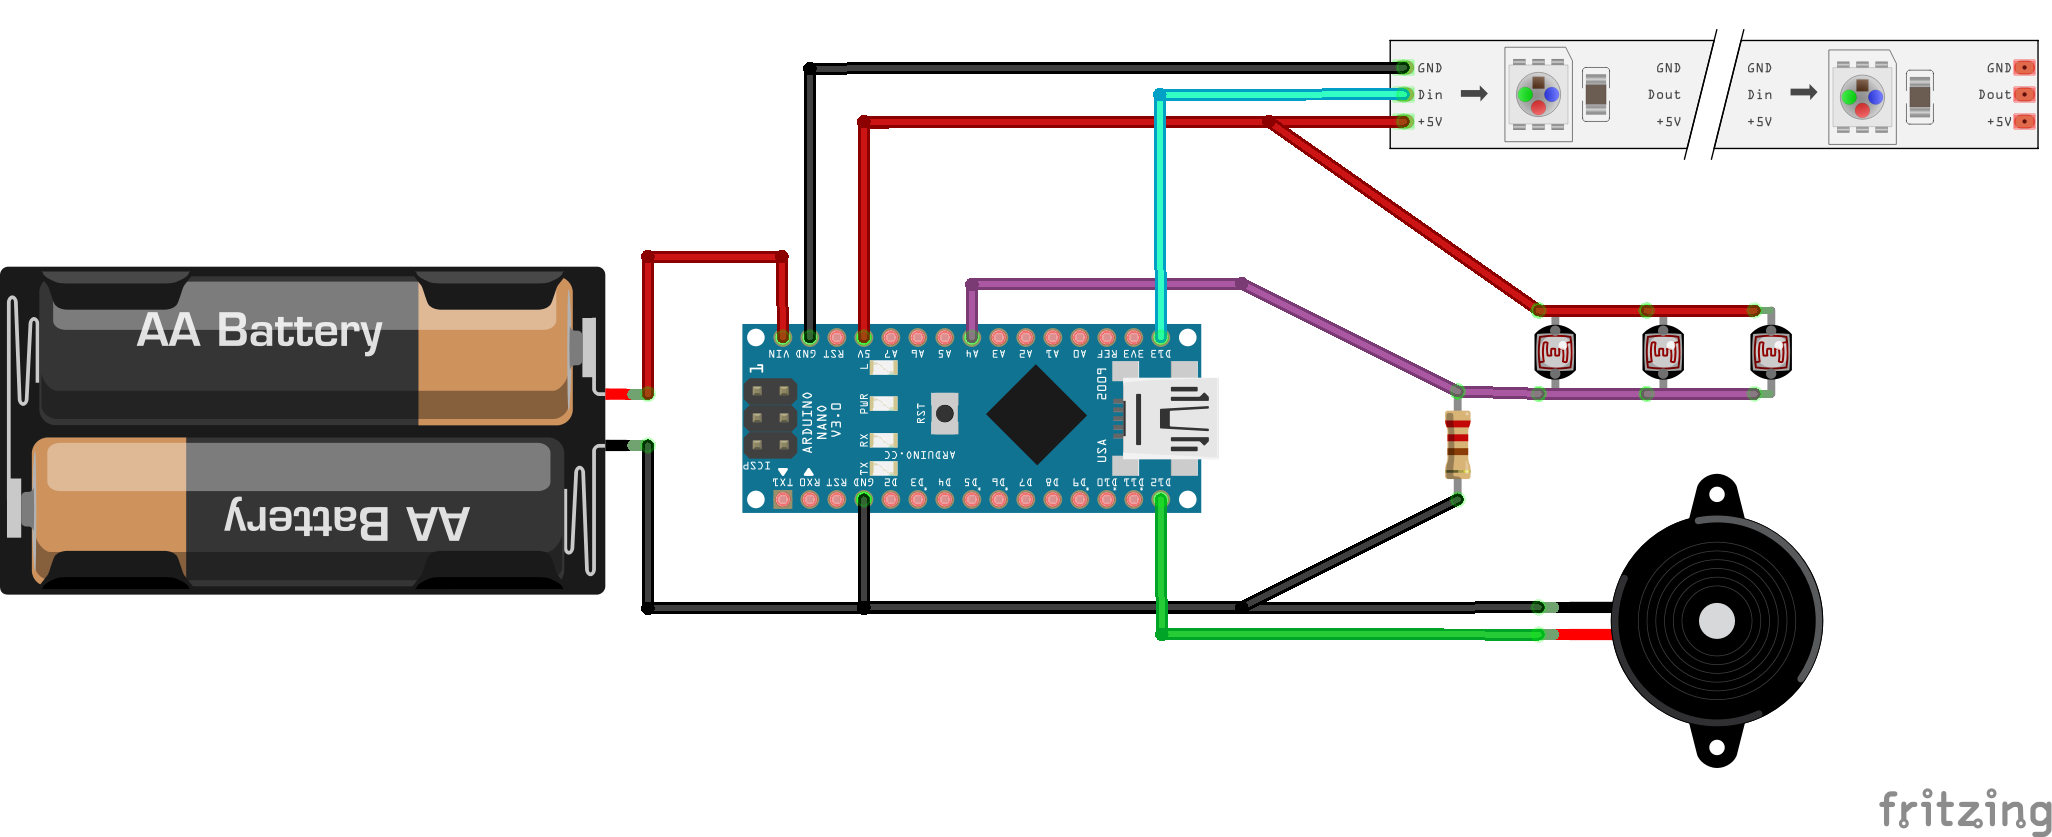 GND
Din
+5V
GND
Dout
+5V
GND
Din
+5V
GND
Dout
+5V
AA Battery
AA Battery
VIN
GND
RST
5V
A7
A6
A5
A4
A3
A2
A1
A0
REF
3V3
D13
L
PWR
RX
TX
RST
ARDUINO
NANO
V3.0
ARDUINO.CC
2009
USA
ICSP
1
TX1
RX0
RST
GND
D2
D3
D4
D5
D6
D7
D8
D9
D10
D11
D12
fritzing